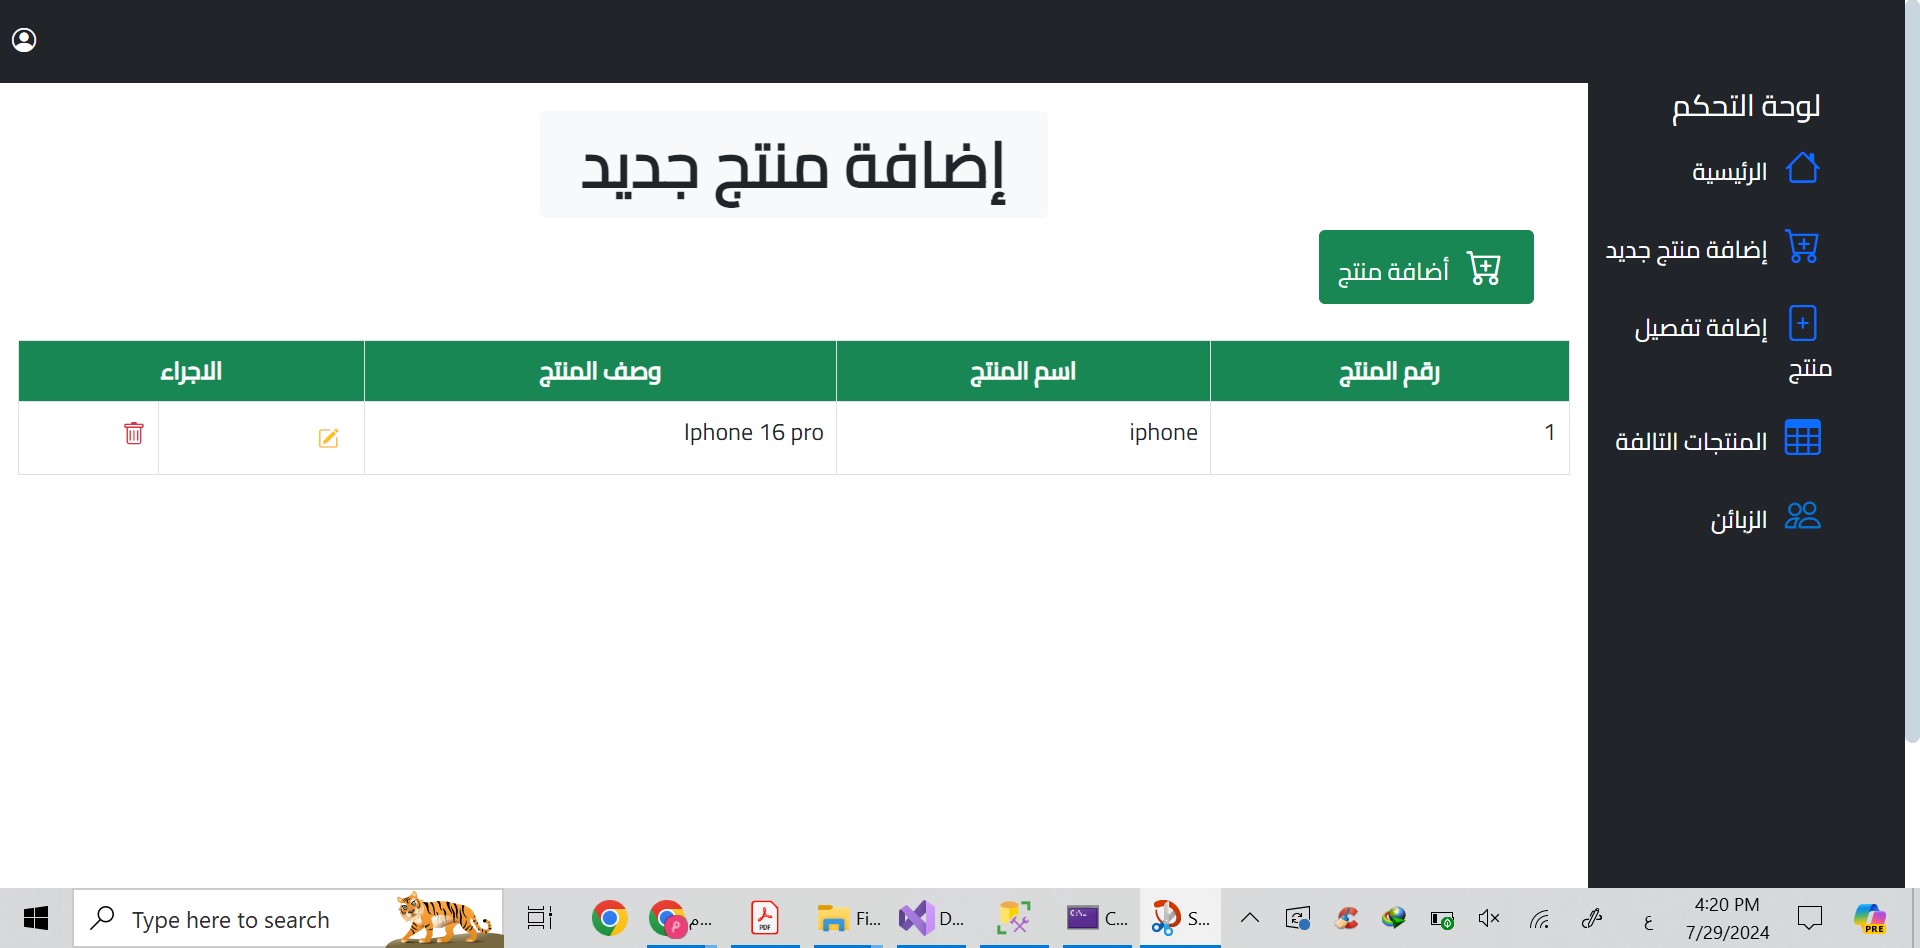 لوحة التحكم
الرئيسية
إضافة منتج جديد
إضافة تفصيل
منتج
المنتجات التالفة
الزبائن
إضافة منتج جديد
أضافة منتج
رقم المنتج اسم المنتج وصف المنتج الاجراء
1 iphone Iphone 16 pro
Type here to search
م...
PDF
Fi...
D...
C:\_
C...
S...
ع
4:20 PM
7/29/2024
PRE